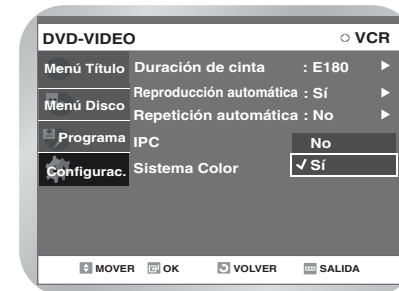 DVD-VIDEO VCR
Menú Título Duración de cinta : E180
Reproducción automática : Sí
Menú Disco
Repetición automática : No
Programa IPC No
Configurac. Sistema Color ✓ Sí
MOVER OK VOLVER SALIDA